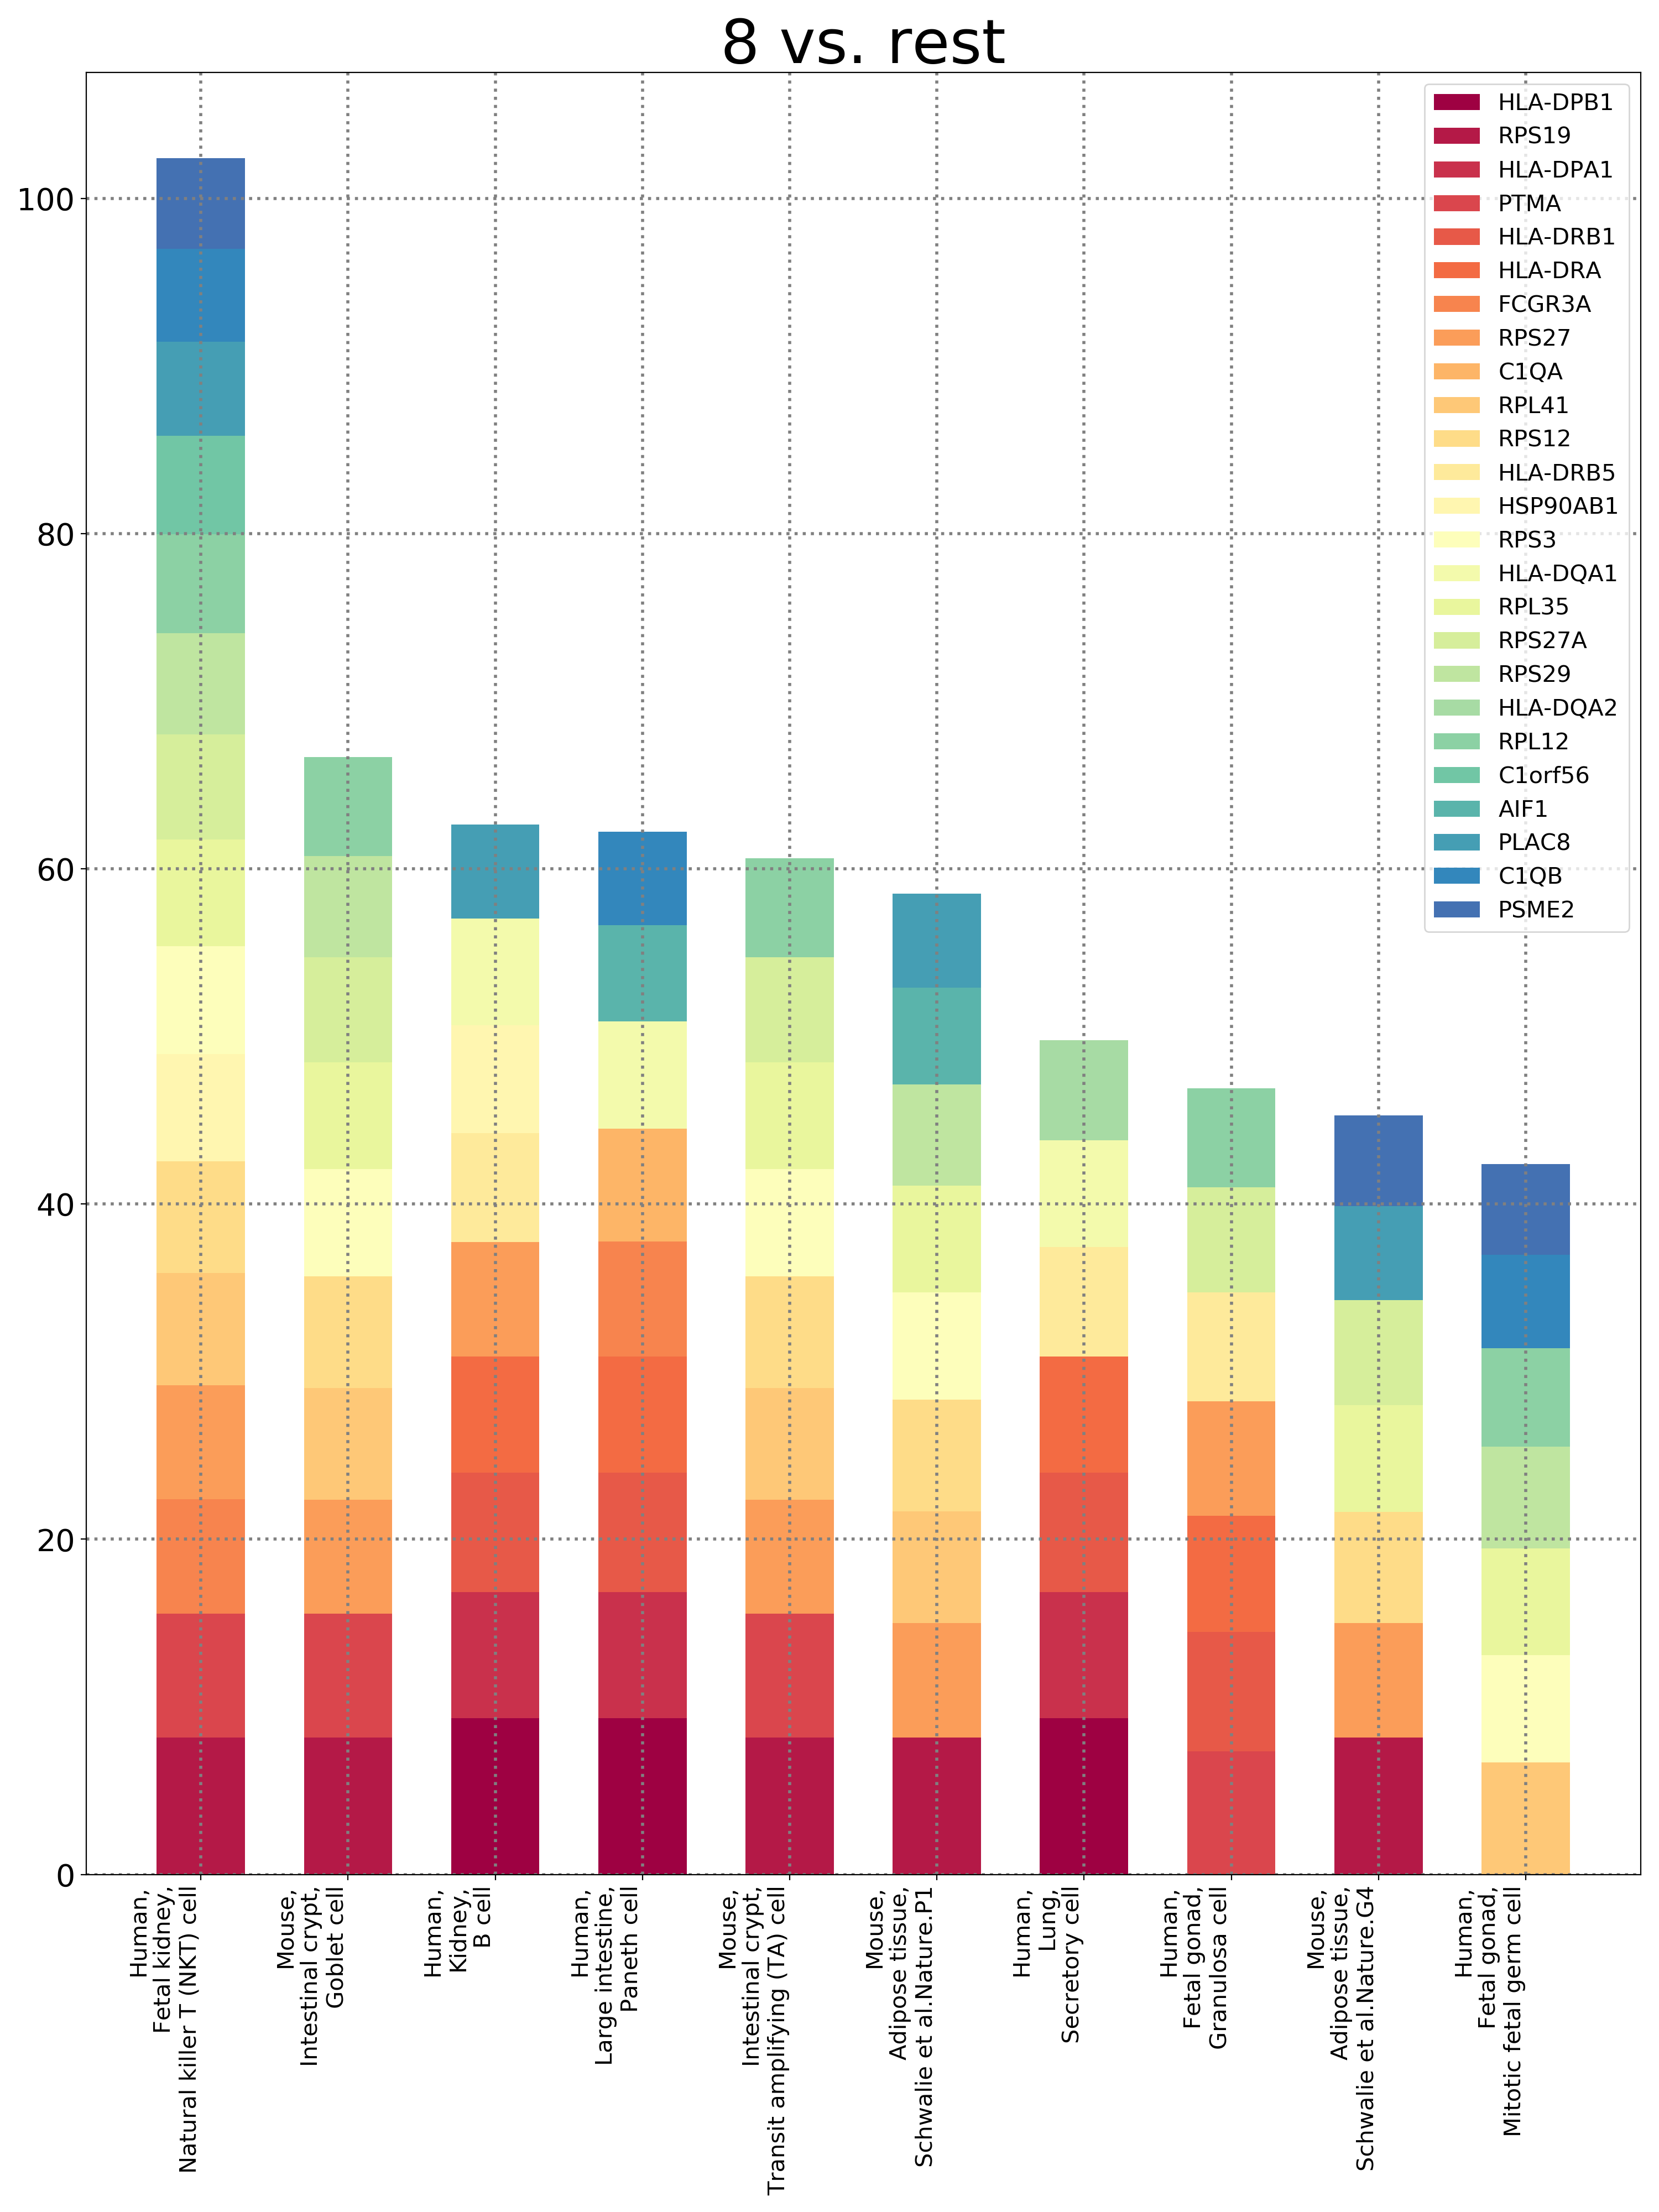 8 vs. rest
100
80
60
40
20
0
HLA-DPB1
RPS19
HLA-DPA1
PTMA
HLA-DRB1
HLA-DRA
FCGR3A
RPS27
C1QA
RPL41
RPS12
HLA-DRB5
HSP90AB1
RPS3
HLA-DQA1
RPL35
RPS27A
RPS29
HLA-DQA2
RPL12
C1orf56
AIF1
PLAC8
C1QB
PSME2
Human,
Fetal kidney,
Natural killer T (NKT) cell
Mouse,
Intestinal crypt,
Goblet cell
Human,
Kidney,
B cell
Human,
Large intestine,
Paneth cell
Mouse,
Intestinal crypt,
Transit amplifying (TA) cell
Mouse,
Adipose tissue,
Schwalie et al.Nature.P1
Human,
Lung,
Secretory cell
Human,
Fetal gonad,
Granulosa cell
Mouse,
Adipose tissue,
Schwalie et al.Nature.G4
Human,
Fetal gonad,
Mitotic fetal germ cell